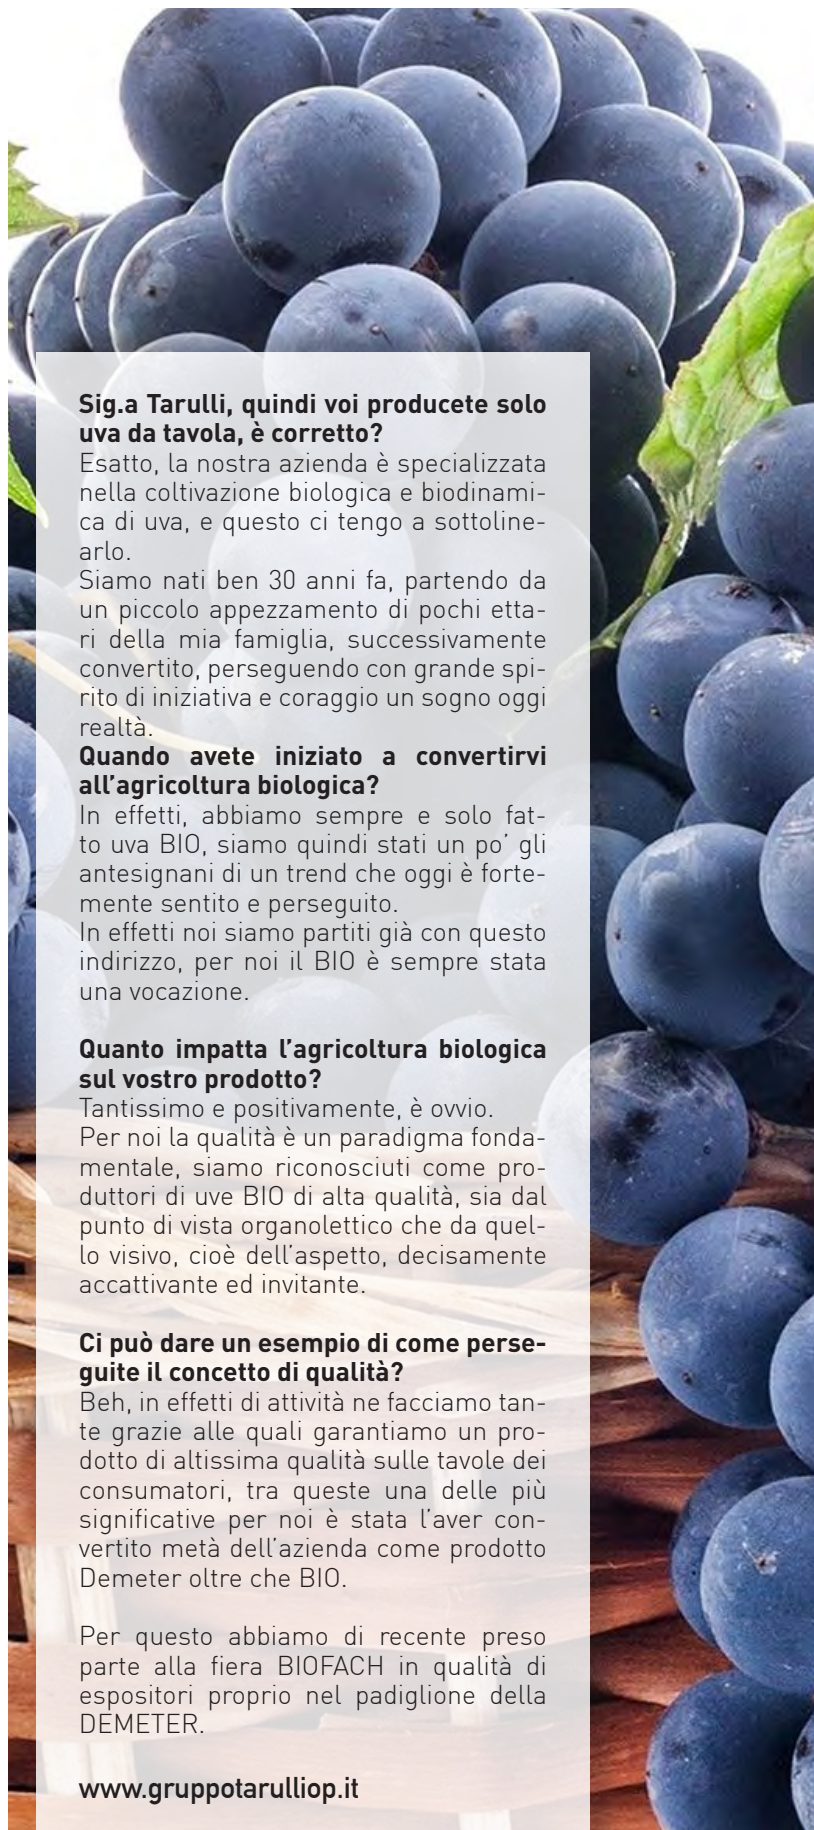 Sig.a Tarulli, quindi voi producete solo
uva da tavola, è corretto?
Esatto, la nostra azienda è specializzata
nella coltivazione biologica e biodinami-
ca di uva, e questo ci tengo a sottoline-
arlo.
Siamo nati ben 30 anni fa, partendo da
un piccolo appezzamento di pochi etta-
ri della mia famiglia, successivamente
convertito, perseguendo con grande spi-
rito di iniziativa e coraggio un sogno oggi
realtà.
Quando avete iniziato a convertirvi
all’agricoltura biologica?
In effetti, abbiamo sempre e solo fat-
to uva BIO, siamo quindi stati un po’ gli
antesignani di un trend che oggi è forte-
mente sentito e perseguito.
In effetti noi siamo partiti già con questo
indirizzo, per noi il BIO è sempre stata
una vocazione.
Quanto impatta l’agricoltura biologica
sul vostro prodotto?
Tantissimo e positivamente, è ovvio.
Per noi la qualità è un paradigma fonda-
mentale, siamo riconosciuti come pro-
duttori di uve BIO di alta qualità, sia dal
punto di vista organolettico che da quel-
lo visivo, cioè dell’aspetto, decisamente
accattivante ed invitante.
Ci può dare un esempio di come perse-
guite il concetto di qualità?
Beh, in effetti di attività ne facciamo tan-
te grazie alle quali garantiamo un pro-
dotto di altissima qualità sulle tavole dei
consumatori, tra queste una delle più
significative per noi è stata l’aver con-
vertito metà dell’azienda come prodotto
Demeter oltre che BIO.
Per questo abbiamo di recente preso
parte alla fiera BIOFACH in qualità di
espositori proprio nel padiglione della
DEMETER.
www.gruppotarulliop.it